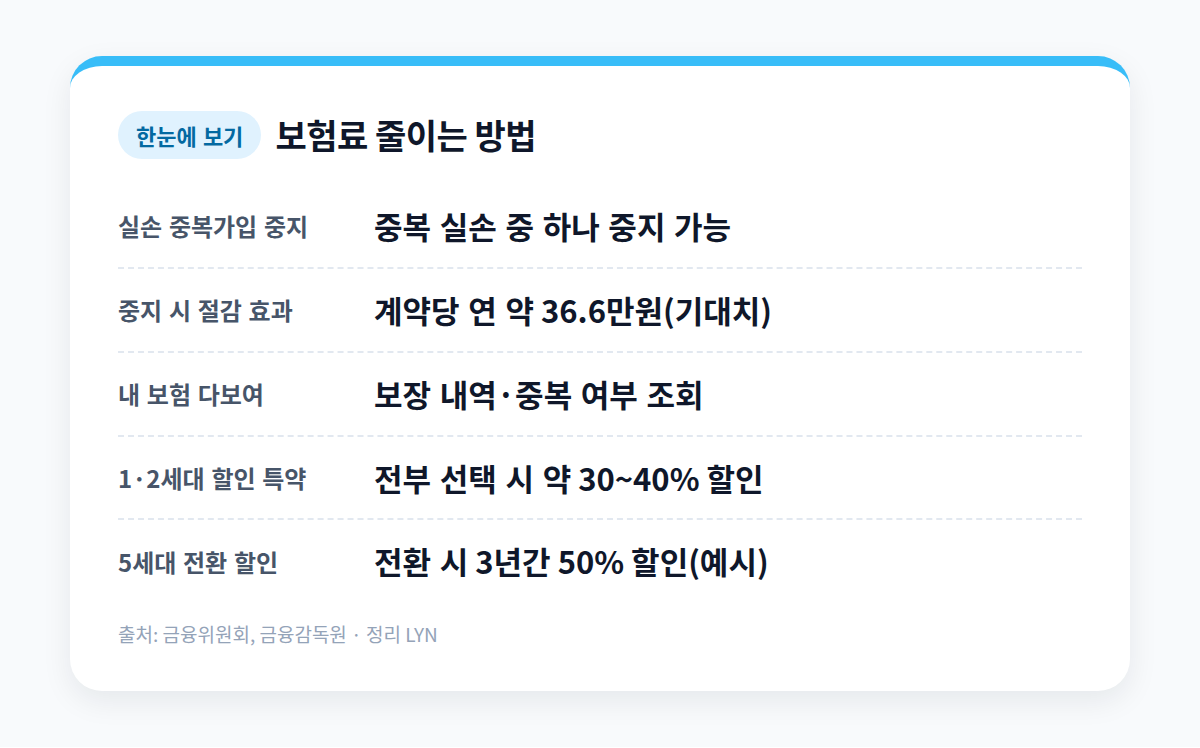 한눈에 보기 보험료 줄이는 방법
실손 중복가입 중지 중복 실손 중 하나 중지 가능
중지 시 절감 효과 계약당 연 약 36.6만원(기대치)
내 보험 다보여 보장 내역·중복 여부 조회
1·2세대 할인 특약 전부 선택 시 약 30~40% 할인
5세대 전환 할인 전환 시 3년간 50% 할인(예시)
출처: 금융위원회, 금융감독원 · 정리 LYN